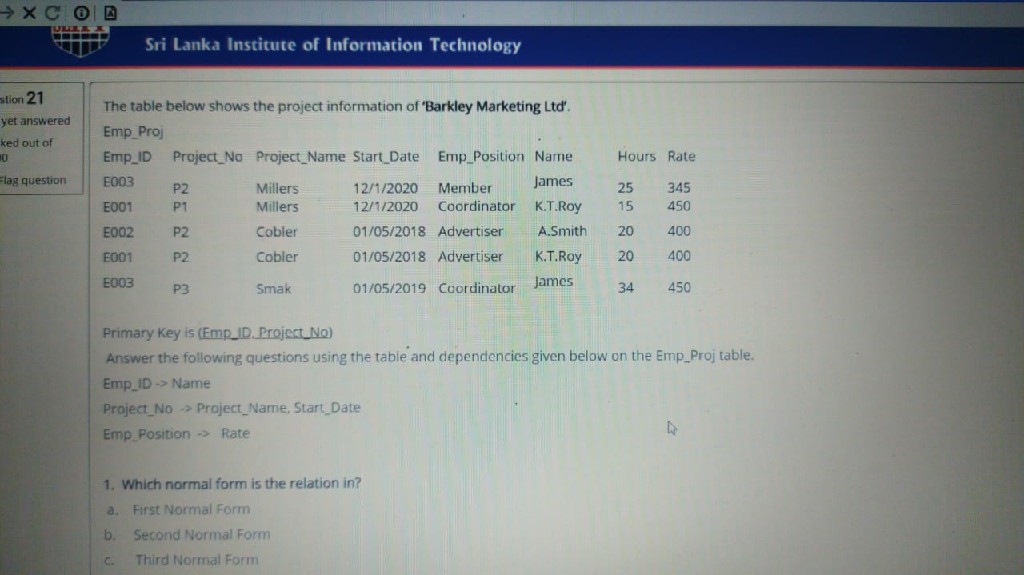 Sri Lanka Institute of Information Technology
stion 21
yet answered
ked out of
Flag question
The table below shows the project information of 'Barkley Marketing Ltd'.
Emp_Proj
Emp_ID Project_No Project_Name Start_Date Emp_Position Name Hours Rate
E003 P2 Millers 12/1/2020 Member James 25 345
E001 P1 Millers 12/1/2020 Coordinator K.T.Roy 15 450
E002 P2 Cobler 01/05/2018 Advertiser A.Smith 20 400
E001 P2 Cobler 01/05/2018 Advertiser K.T.Roy 20 400
E003 P3 Smak 01/05/2019 Coordinator James 34 450
Primary Key is (Emp_ID, Project_No)
Answer the following questions using the table and dependencies given below on the Emp_Proj table.
Emp_ID -> Name
Project_No -> Project_Name, Start_Date
Emp_Position -> Rate
1. Which normal form is the relation in?
a. First Normal Form
b. Second Normal Form
c. Third Normal Form